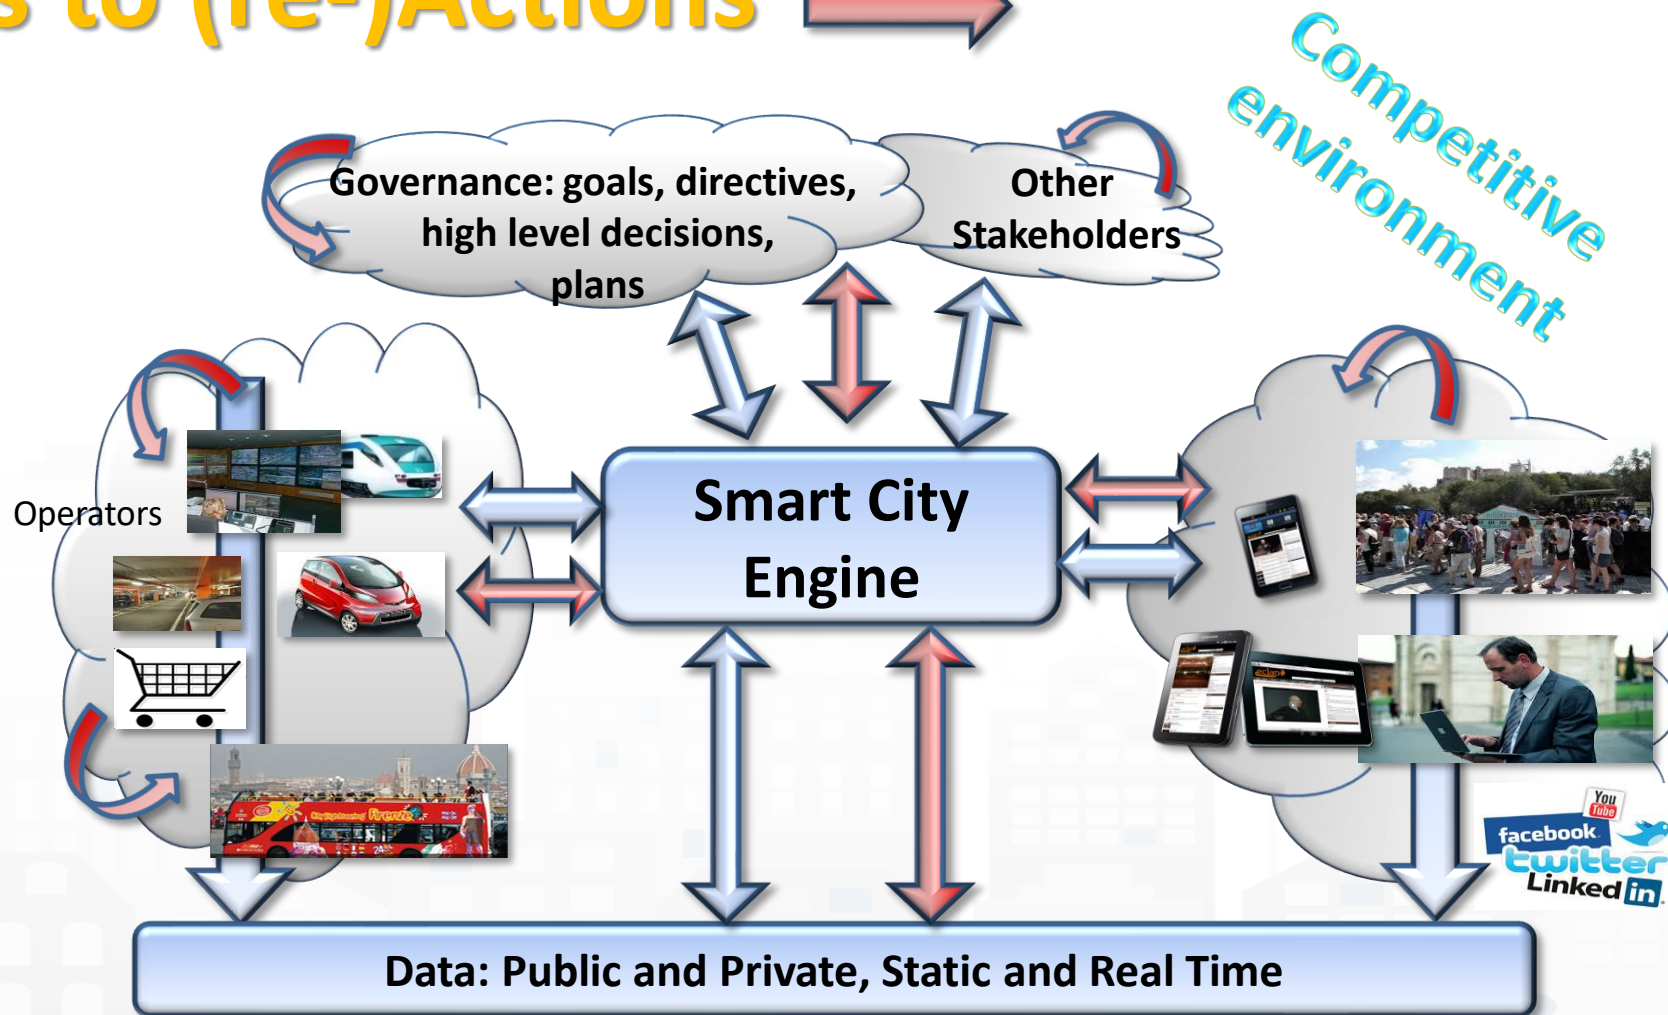 s to (re-)Actions
Competitive
environment
Governance: goals, directives,
high level decisions,
plans
Other
Stakeholders
Operators
Smart City
Engine
firenze
You
Tube
facebook
twitter
Linked in
Data: Public and Private, Static and Real Time